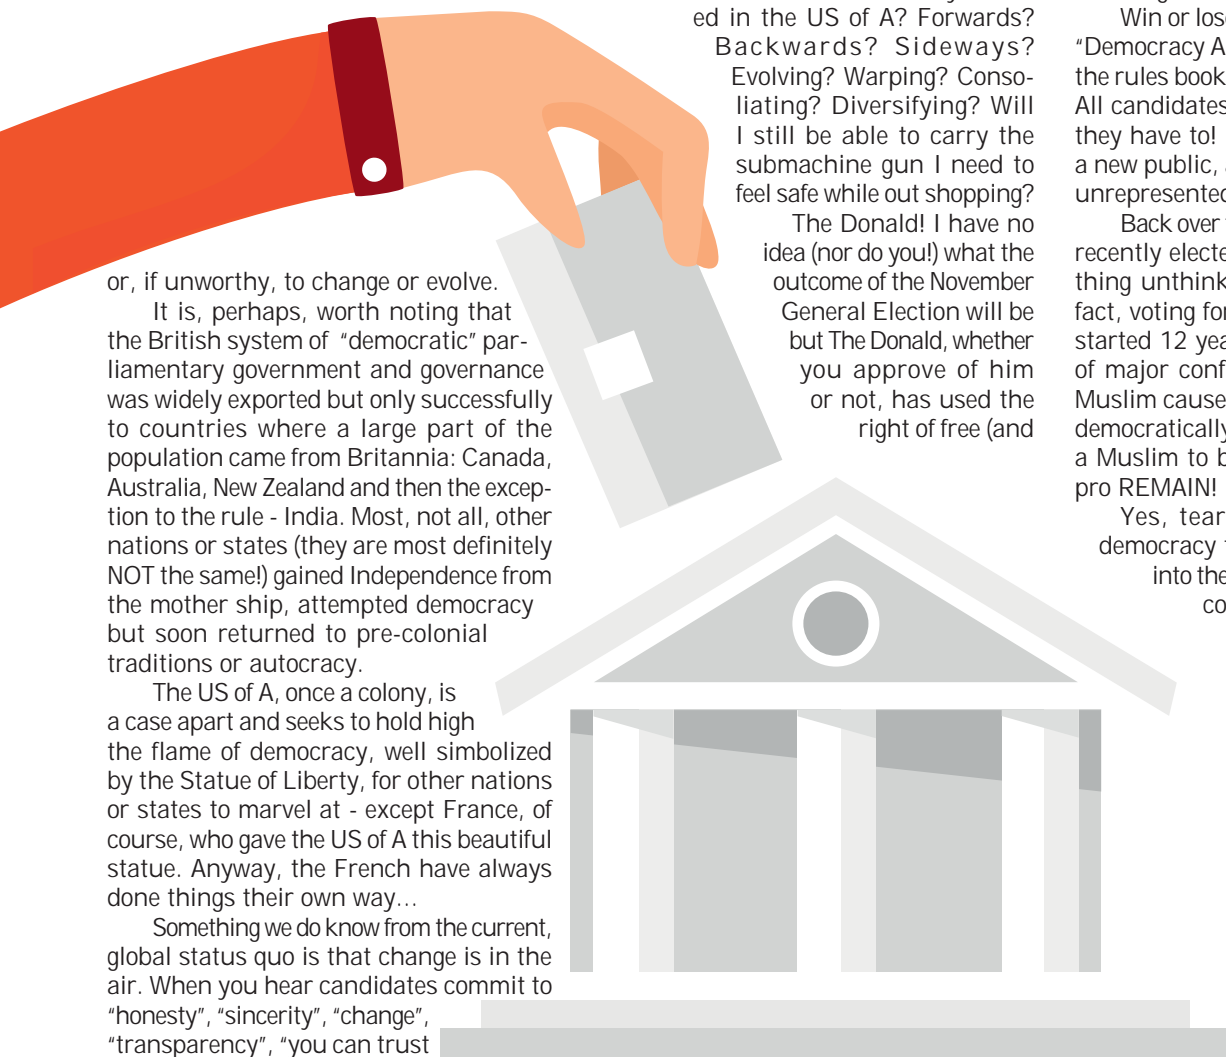 or, if unworthy, to change or evolve.
It is, perhaps, worth noting that
the British system of “democratic” par-
liamentary government and governance
was widely exported but only successfully
to countries where a large part of the
population came from Britannia: Canada,
Australia, New Zealand and then the excep-
tion to the rule - India. Most, not all, other
nations or states (they are most definitely
NOT the same!) gained Independence from
the mother ship, attempted democracy
but soon returned to pre-colonial
traditions or autocracy.
The US of A, once a colony, is
a case apart and seeks to hold high
the flame of democracy, well simbolized
by the Statue of Liberty, for other nations
or states to marvel at - except France, of
course, who gave the US of A this beautiful
statue. Anyway, the French have always
done things their own way...
Something we do know from the current,
global status quo is that change is in the
air. When you hear candidates commit to
“honesty”, “sincerity”, “change”,
“transparency”, “you can trust
ed in the US of A? Forwards?
Backwards? Sideways?
Evolving? Warping? Conso-
liating? Diversifying? Will
I still be able to carry the
submachine gun I need to
feel safe while out shopping?
The Donald! I have no
idea (nor do you!) what the
outcome of the November
General Election will be
but The Donald, whether
you approve of him
or not, has used the
right of free (and
Win or los
“Democracy A
the rules book
All candidates
they have to!
a new public,
unrepresented
Back over
recently electe
thing unthink
fact, voting for
started 12 yea
of major conf
Muslim cause
democratically
a Muslim to b
pro REMAIN!
Yes, tear
democracy
into the
co